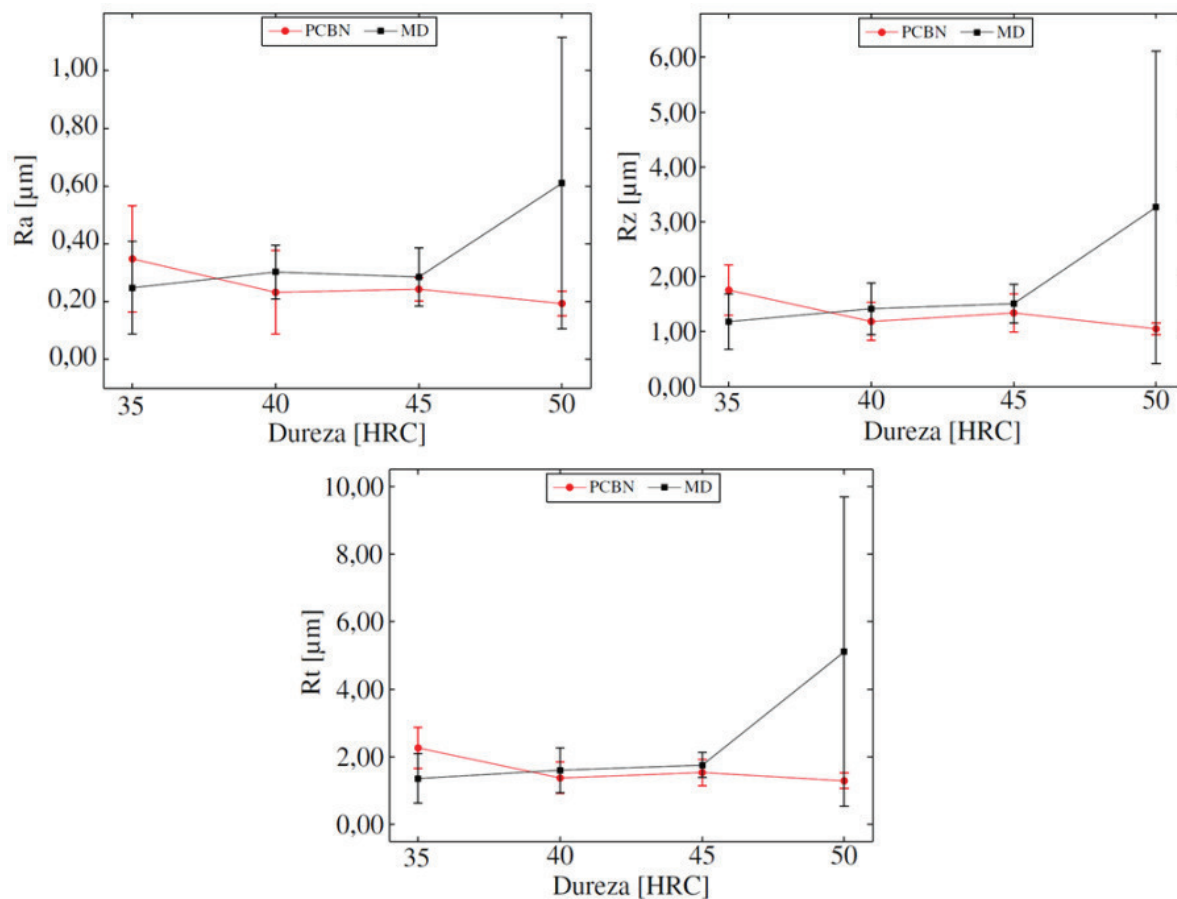 PCBN MD
1,00
0,80
0,60
0,40
0,20
0,00
Ra [µm]
35 40 45 50
Dureza [HRC]
PCBN MD
6,00
5,00
4,00
3,00
2,00
1,00
0,00
Rz [µm]
35 40 45 50
Dureza [HRC]
PCBN MD
10,00
8,00
6,00
4,00
2,00
0,00
Rt [µm]
35 40 45 50
Dureza [HRC]